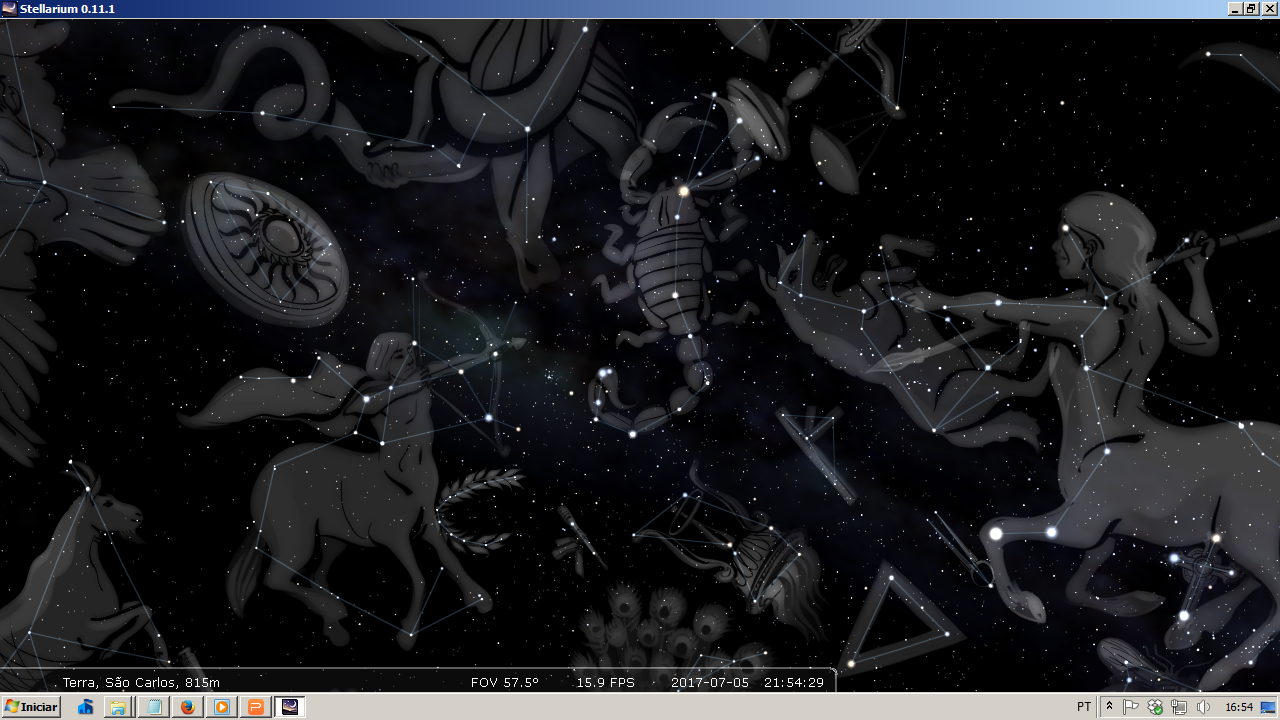 Stellarium 0.11.1
Terra, São Carlos, 815m FOV 57.5° 15.9 FPS 2017-07-05 21:54:29
Iniciar PT 16:54